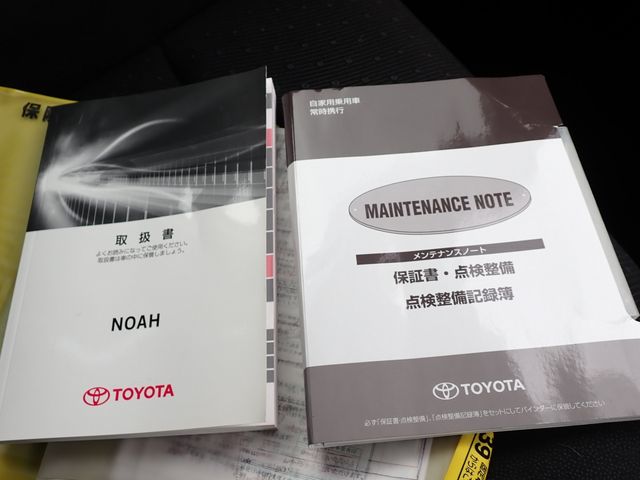 保
取扱書
よくお読みになってご使用ください。
取扱書は車の中に保管しましょう。
NOAH
TOYOTA
自家用乗用車
常時携行
MAINTENANCE NOTE
メンテナンスノート
保証書・点検整備
点検整備記録簿
TOYOTA
必ず「保証書・点検整備」、「点検整備記録簿」をセットにしてバインダーに保管してください
39